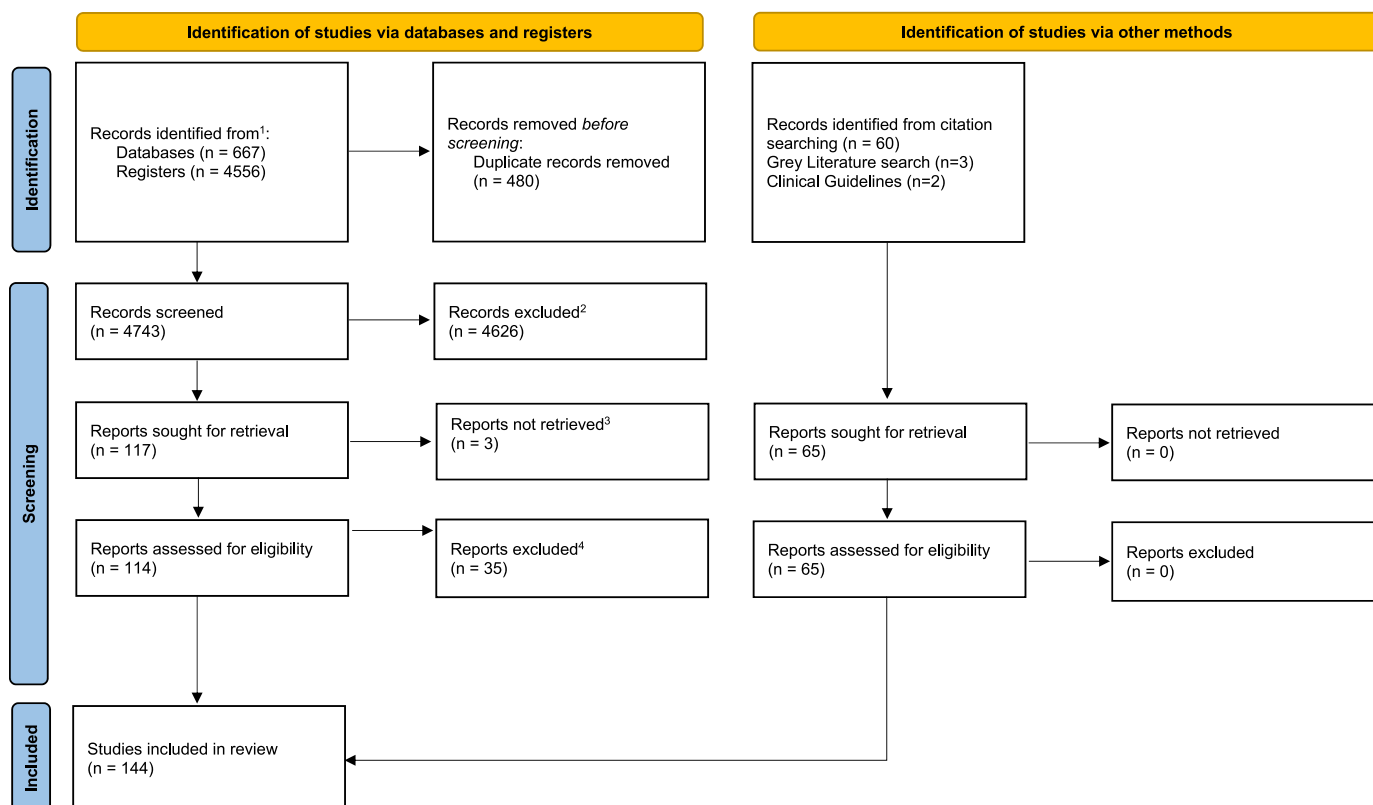 Identification of studies via databases and registers
Identification of studies via other methods
Identification
Records identified from¹:
Databases (n = 667)
Registers (n = 4556)
Records removed before
screening:
Duplicate records removed
(n = 480)
Records identified from citation
searching (n = 60)
Grey Literature search (n=3)
Clinical Guidelines (n=2)
Screening
Records screened
(n = 4743)
Records excluded²
(n = 4626)
Reports sought for retrieval
(n = 117)
Reports not retrieved³
(n = 3)
Reports sought for retrieval
(n = 65)
Reports not retrieved
(n = 0)
Reports assessed for eligibility
(n = 114)
Reports excluded⁴
(n = 35)
Reports assessed for eligibility
(n = 65)
Reports excluded
(n = 0)
Included
Studies included in review
(n = 144)